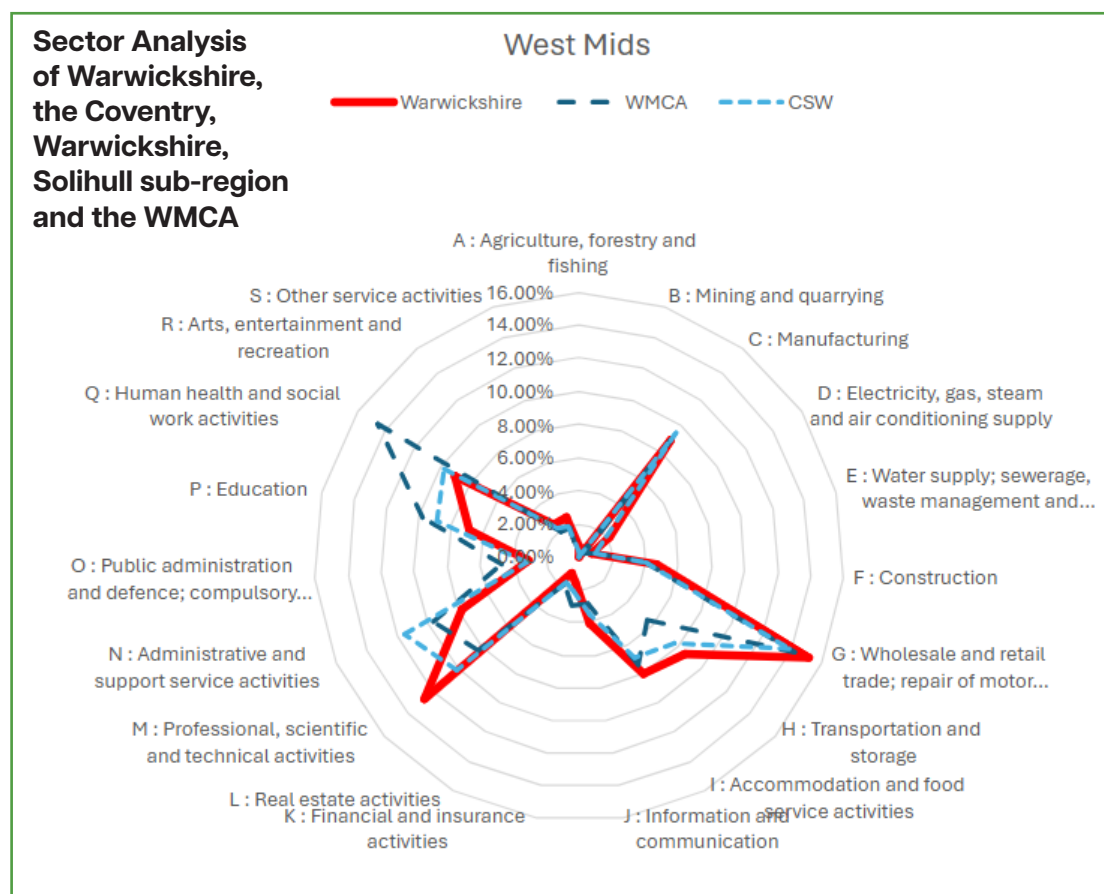 Sector Analysis
of Warwickshire,
the Coventry,
Warwickshire,
Solihull sub-region
and the WMCA
West Mids
Warwickshire
WMCA
CSW
A : Agriculture, forestry and
fishing
B : Mining and quarrying
C : Manufacturing
D : Electricity, gas, steam
and air conditioning supply
E : Water supply; sewerage,
waste management and...
F : Construction
G : Wholesale and retail
trade; repair of motor...
H : Transportation and
storage
I : Accommodation and food
service activities
J : Information and
communication
K : Financial and insurance
activities
L : Real estate activities
M : Professional, scientific
and technical activities
N : Administrative and
support service activities
O : Public administration
and defence; compulsory...
P : Education
Q : Human health and social
work activities
R : Arts, entertainment and
recreation
S : Other service activities
16.00%
14.00%
12.00%
10.00%
8.00%
6.00%
4.00%
2.00%
0.00%